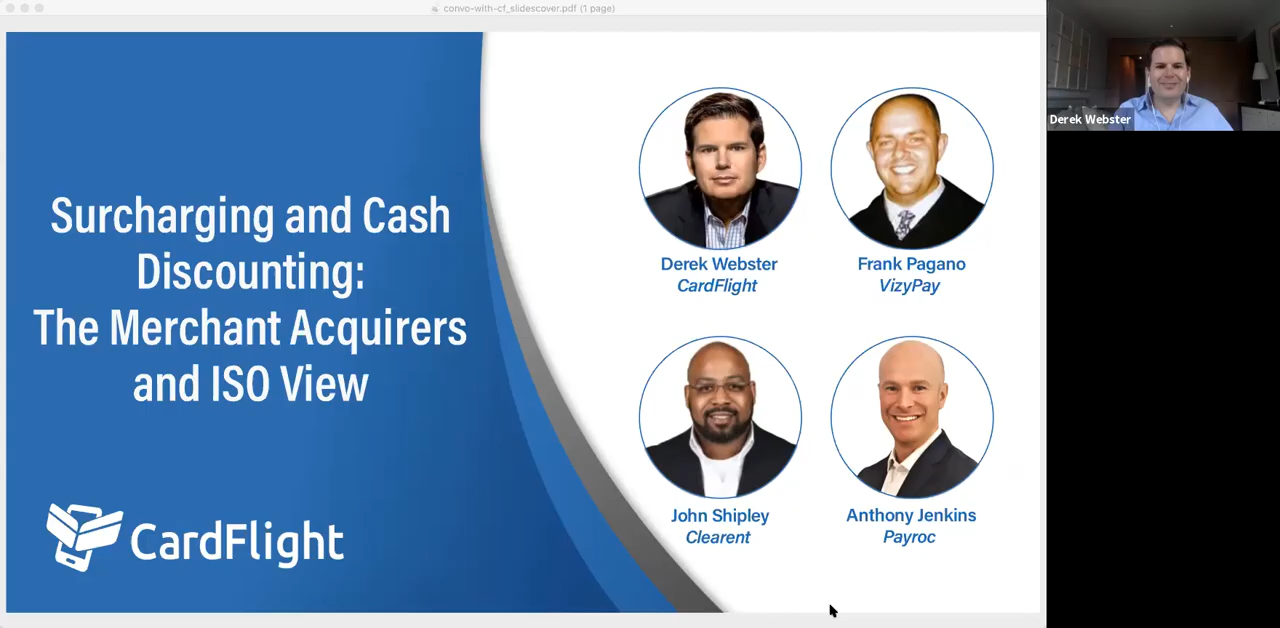 convo-with-cf_slidescover.pdf (1 page)
Surcharging and Cash
Discounting:
The Merchant Acquirers
and ISO View
CardFlight
Derek Webster
CardFlight
Frank Pagano
VizyPay
John Shipley
Clearent
Anthony Jenkins
Payroc
Derek Webster